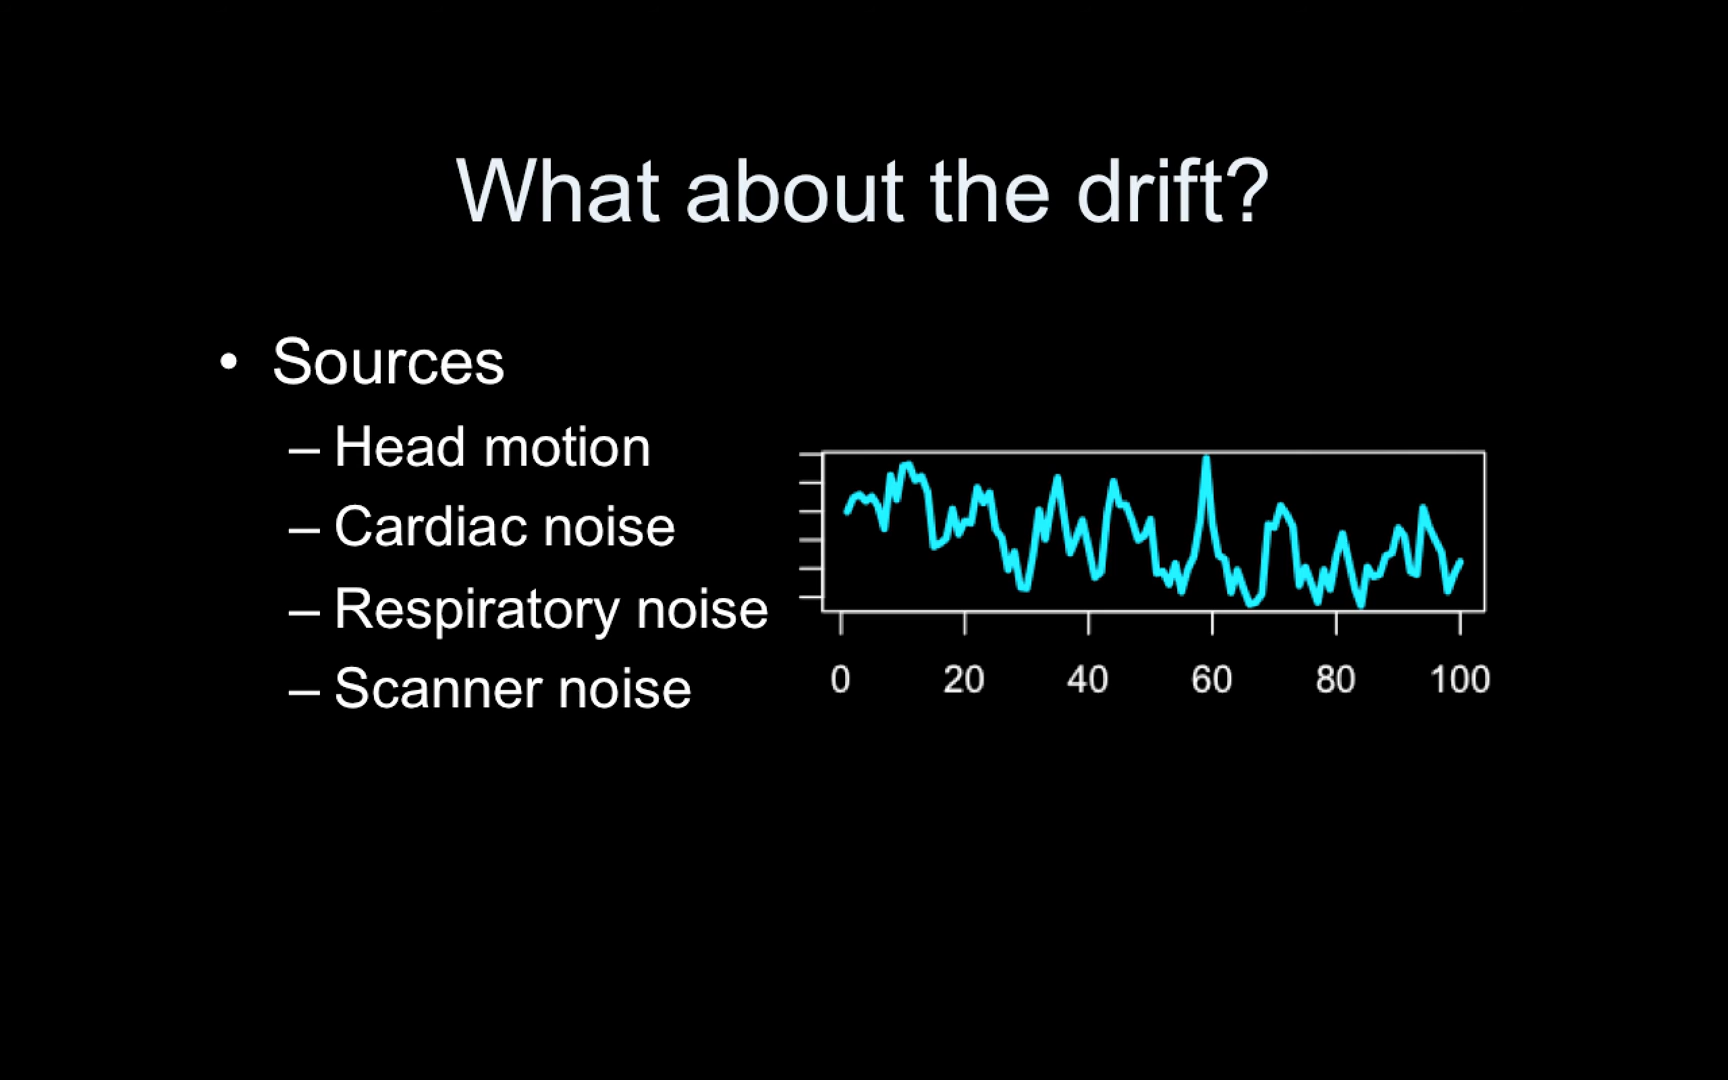 What about the drift?
• Sources
– Head motion
– Cardiac noise
– Respiratory noise
– Scanner noise
0 20 40 60 80 100